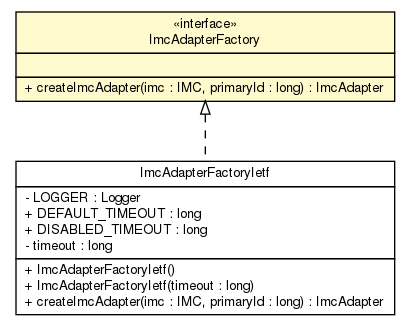 «interface»
ImcAdapterFactory
+ createImcAdapter(imc : IMC, primaryId : long) : ImcAdapter
ImcAdapterFactoryIetf
- LOGGER : Logger
+ DEFAULT_TIMEOUT : long
+ DISABLED_TIMEOUT : long
- timeout : long
+ ImcAdapterFactoryIetf()
+ ImcAdapterFactoryIetf(timeout : long)
+ createImcAdapter(imc : IMC, primaryId : long) : ImcAdapter